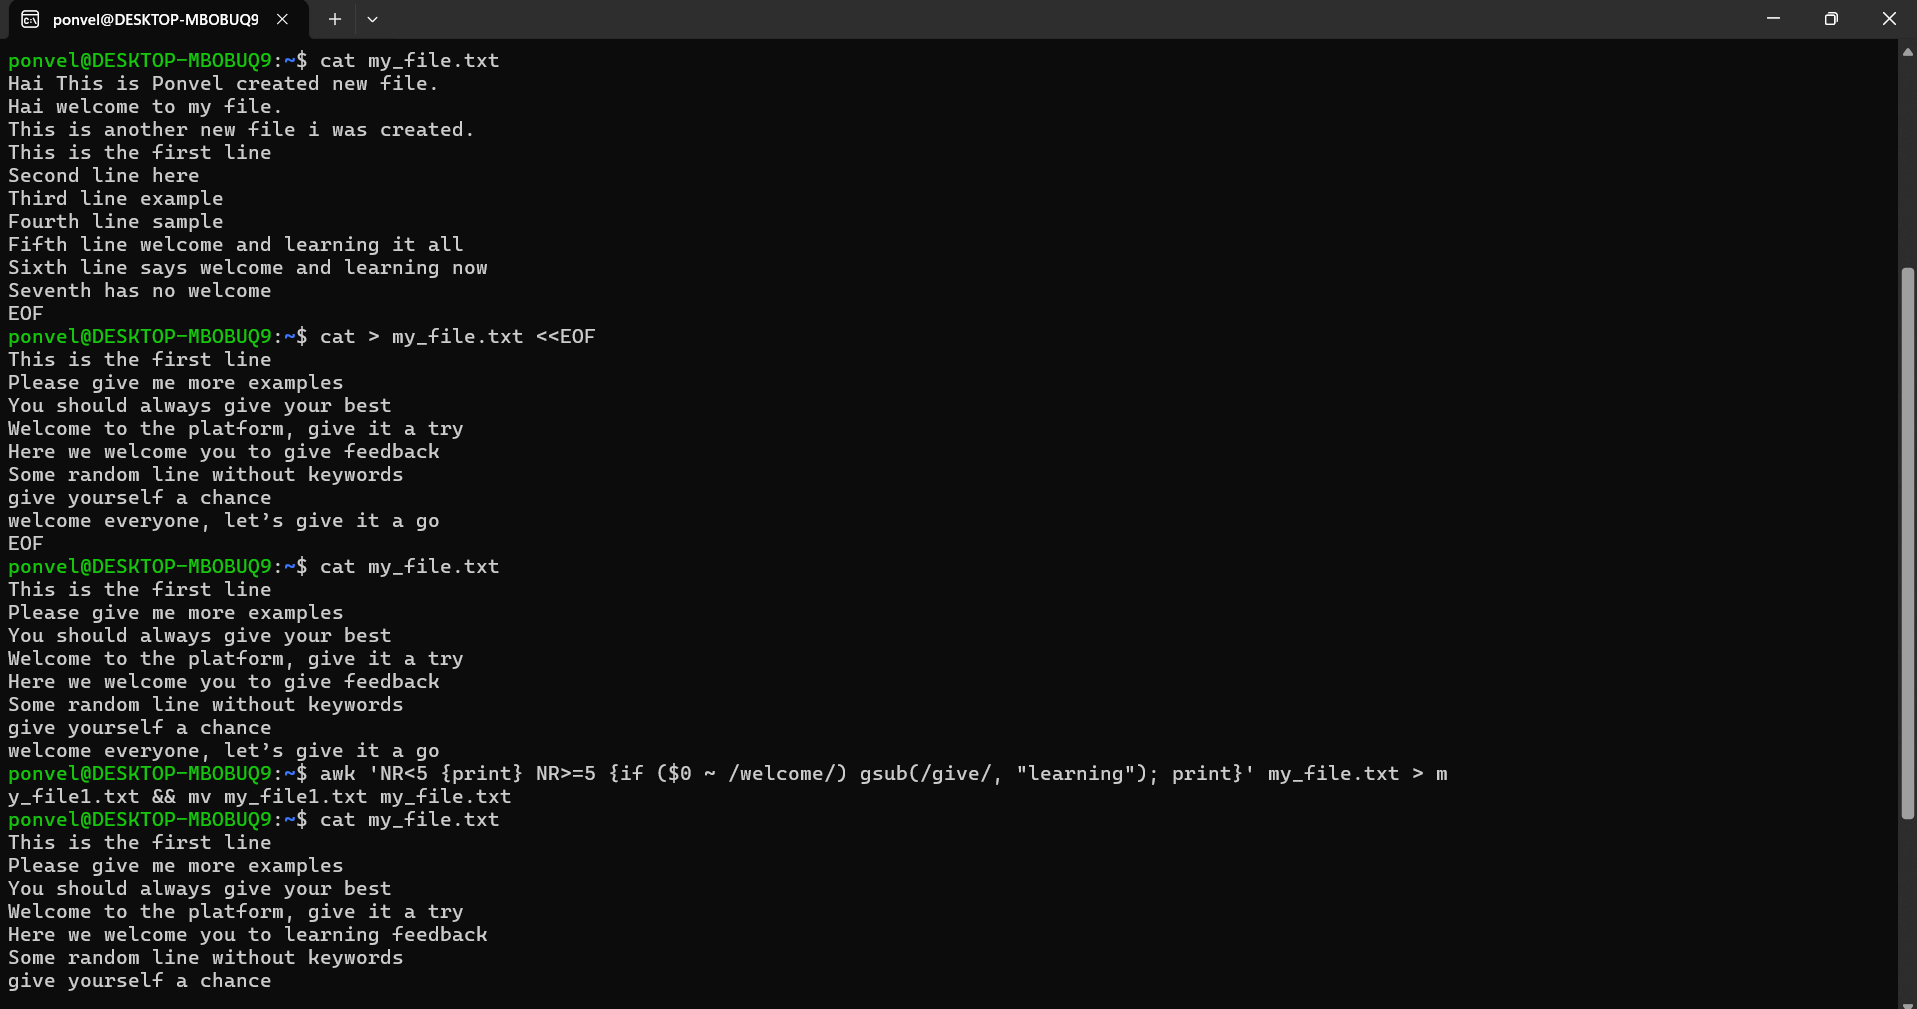 ponvel@DESKTOP-MBOBUQ9
ponvel@DESKTOP-MBOBUQ9:~$ cat my_file.txt
Hai This is Ponvel created new file.
Hai welcome to my file.
This is another new file i was created.
This is the first line
Second line here
Third line example
Fourth line sample
Fifth line welcome and learning it all
Sixth line says welcome and learning now
Seventh has no welcome
EOF
ponvel@DESKTOP-MBOBUQ9:~$ cat > my_file.txt <<EOF
This is the first line
Please give me more examples
You should always give your best
Welcome to the platform, give it a try
Here we welcome you to give feedback
Some random line without keywords
give yourself a chance
welcome everyone, let’s give it a go
EOF
ponvel@DESKTOP-MBOBUQ9:~$ cat my_file.txt
This is the first line
Please give me more examples
You should always give your best
Welcome to the platform, give it a try
Here we welcome you to give feedback
Some random line without keywords
give yourself a chance
welcome everyone, let’s give it a go
ponvel@DESKTOP-MBOBUQ9:~$ awk 'NR<5 {print} NR>=5 {if ($0 ~ /welcome/) gsub(/give/, "learning"); print}' my_file.txt > m
y_file1.txt && mv my_file1.txt my_file.txt
ponvel@DESKTOP-MBOBUQ9:~$ cat my_file.txt
This is the first line
Please give me more examples
You should always give your best
Welcome to the platform, give it a try
Here we welcome you to learning feedback
Some random line without keywords
give yourself a chance